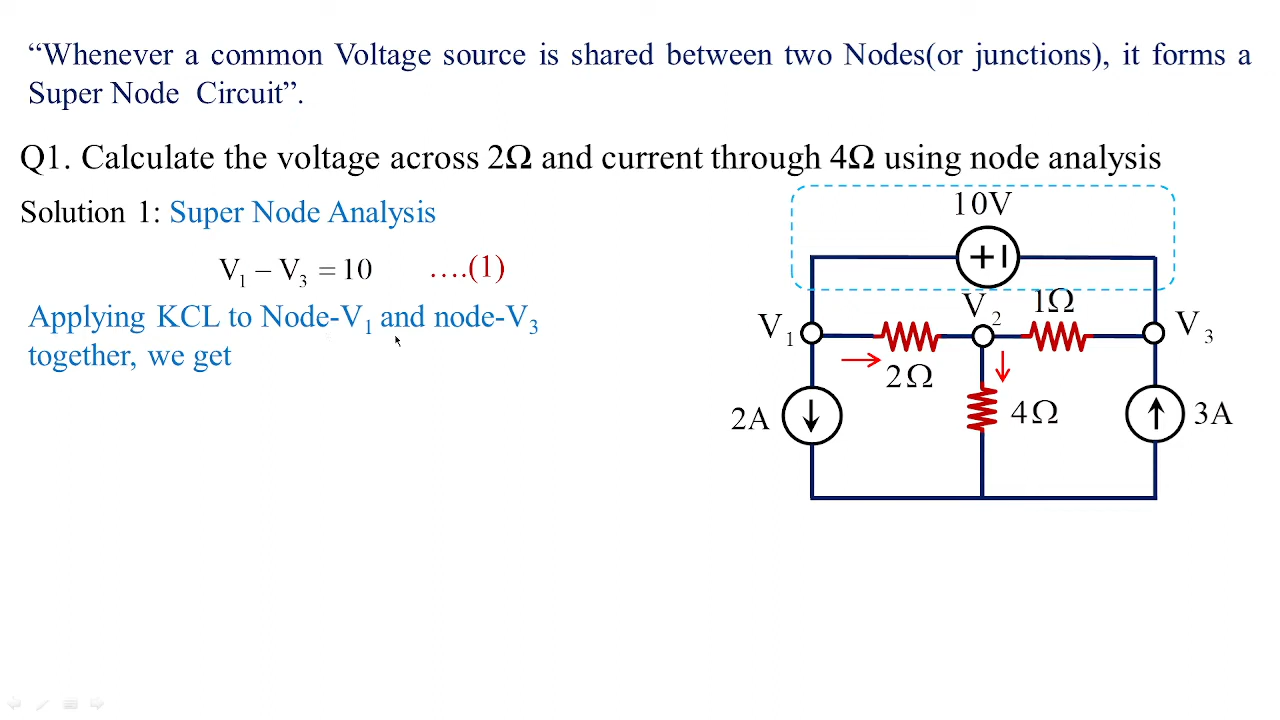 “Whenever a common Voltage source is shared between two Nodes(or junctions), it forms a
Super Node Circuit”.
Q1. Calculate the voltage across 2Ω and current through 4Ω using node analysis
Solution 1: Super Node Analysis
V₁ – V₃ = 10 ….(1)
Applying KCL to Node-V₁ and node-V₃
together, we get
10V
+ I
V₁
V₂
1Ω
V₃
2Ω
2A
4Ω
3A